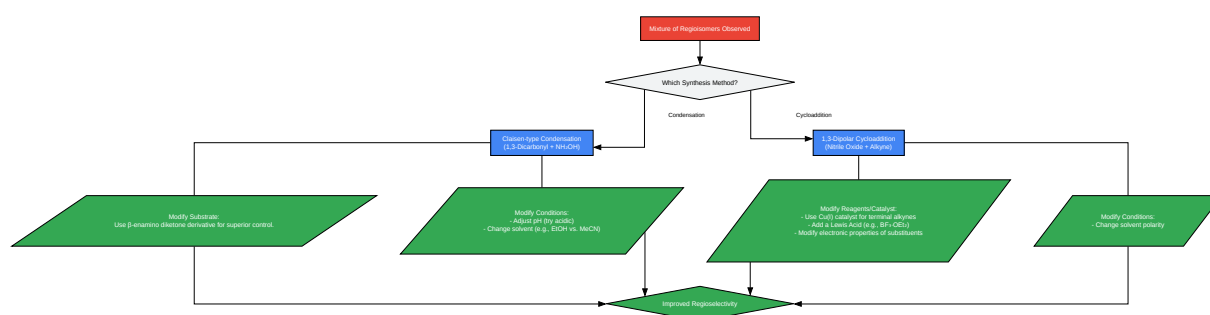 Mixture of Regioisomers Observed
Which Synthesis Method?
Condensation
Cycloaddition
Claisen-type Condensation
(1,3-Dicarbonyl + NH₂OH)
1,3-Dipolar Cycloaddition
(Nitrile Oxide + Alkyne)
Modify Substrate:
Use β-enamino diketone derivative for superior control.
Modify Conditions:
- Adjust pH (try acidic)
- Change solvent (e.g., EtOH vs. MeCN)
Modify Reagents/Catalyst:
- Use Cu(I) catalyst for terminal alkynes
- Add a Lewis Acid (e.g., BF₃·OEt₂)
- Modify electronic properties of substituents
Modify Conditions:
- Change solvent polarity
Improved Regioselectivity